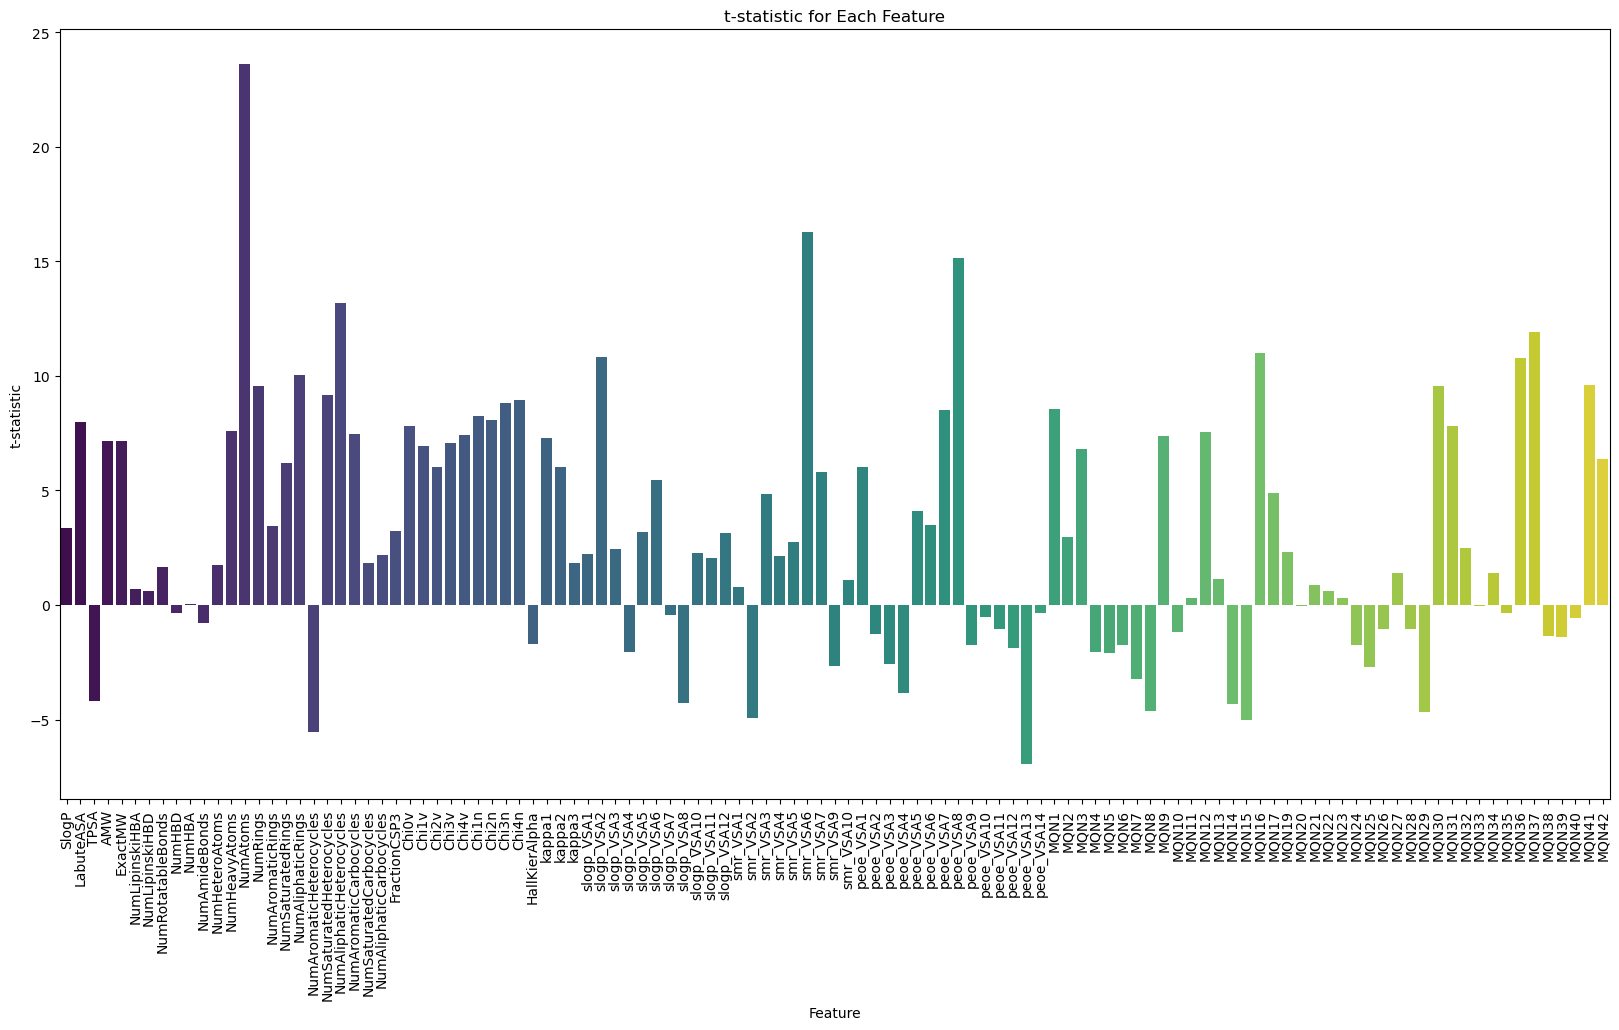 t-statistic for Each Feature
t-statistic
25
20
15
10
5
0
−5
SlogP
LabuteASA
TPSA
AMW
ExactMW
NumLipinskiHBA
NumLipinskiHBD
NumRotatableBonds
NumHBD
NumHBA
NumAmideBonds
NumHeteroAtoms
NumHeavyAtoms
NumAtoms
NumRings
NumAromaticRings
NumSaturatedRings
NumAliphaticRings
NumAromaticHeterocycles
NumSaturatedHeterocycles
NumAliphaticHeterocycles
NumAromaticCarbocycles
NumSaturatedCarbocycles
NumAliphaticCarbocycles
FractionCSP3
Chi0v
Chi1v
Chi2v
Chi3v
Chi4v
Chi1n
Chi2n
Chi3n
Chi4n
HallKierAlpha
kappa1
kappa2
kappa3
slogp_VSA1
slogp_VSA2
slogp_VSA3
slogp_VSA4
slogp_VSA5
slogp_VSA6
slogp_VSA7
slogp_VSA8
slogp_VSA10
slogp_VSA11
slogp_VSA12
smr_VSA1
smr_VSA2
smr_VSA3
smr_VSA4
smr_VSA5
smr_VSA6
smr_VSA7
smr_VSA9
smr_VSA10
peoe_VSA1
peoe_VSA2
peoe_VSA3
peoe_VSA4
peoe_VSA5
peoe_VSA6
peoe_VSA7
peoe_VSA8
peoe_VSA9
peoe_VSA10
peoe_VSA11
peoe_VSA12
peoe_VSA13
peoe_VSA14
MQN1
MQN2
MQN3
MQN4
MQN5
MQN6
MQN7
MQN8
MQN9
MQN10
MQN11
MQN12
MQN13
MQN14
MQN15
MQN16
MQN17
MQN19
MQN20
MQN21
MQN22
MQN23
MQN24
MQN25
MQN26
MQN27
MQN28
MQN29
MQN30
MQN31
MQN32
MQN33
MQN34
MQN35
MQN36
MQN37
MQN38
MQN39
MQN40
MQN41
MQN42
Feature